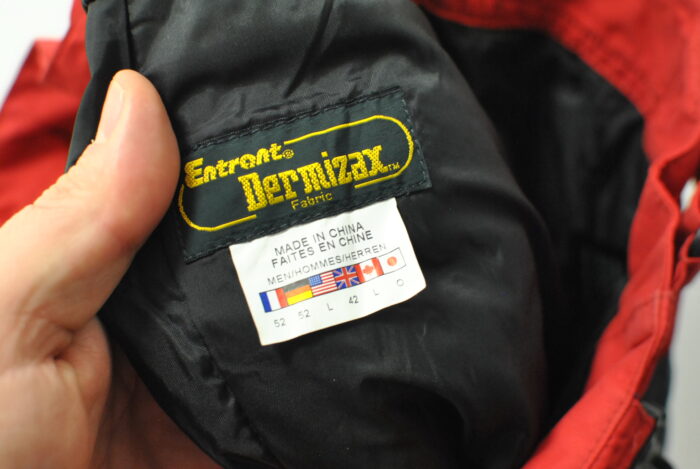 Entrant®
Dermizax™
Fabric
MADE IN CHINA
FAITES EN CHINE
MEN/HOMMES/HERREN
52 52 L 42 L O